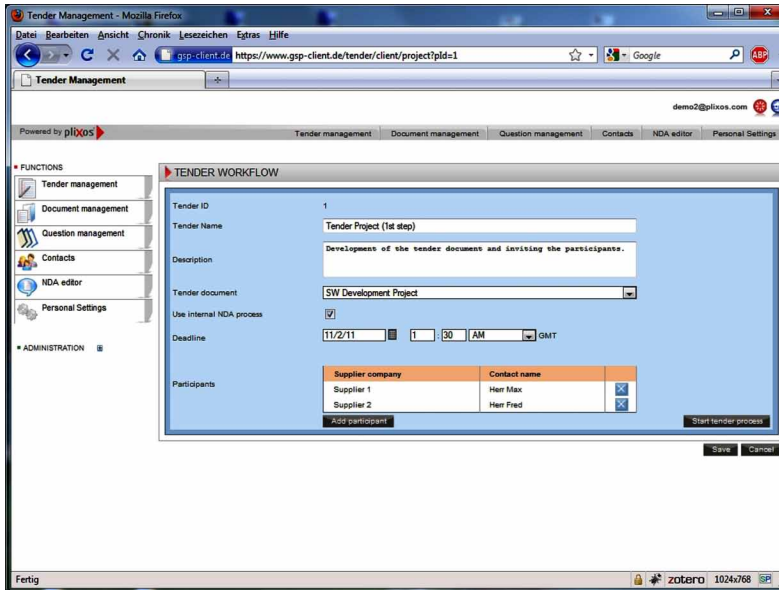 Tender Management - Mozilla Firefox
Datei Bearbeiten Ansicht Chronik Lesezeichen Extras Hilfe
gsp-client.de https://www.gsp-client.de/tender/client/project?pId=1
Google
ABP
Tender Management
demo2@plixos.com
Powered by plixos
Tender management Document management Question management Contacts NDA editor Personal Settings
FUNCTIONS
Tender management
Document management
Question management
Contacts
NDA editor
Personal Settings
ADMINISTRATION
TENDER WORKFLOW
Tender ID 1
Tender Name Tender Project (1st step)
Description Development of the tender document and inviting the participants.
Tender document SW Development Project
Use internal NDA process
Deadline 11/2/11 1 : 30 AM GMT
Participants
Supplier company Contact name
Supplier 1 Herr Max
Supplier 2 Herr Fred
Add participant Start tender process
Save Cancel
Fertig zotero 1024x768 SP